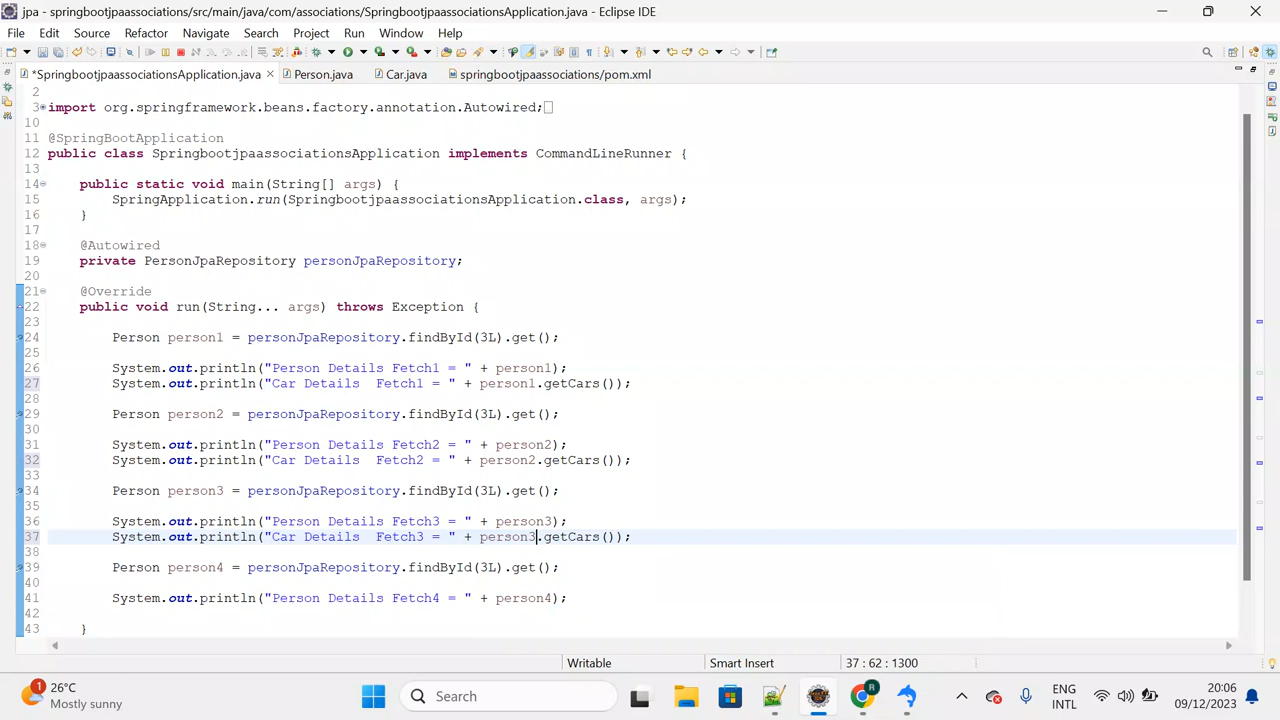 jpa - springbootjpaassociations/src/main/java/com/associations/SpringbootjpaassociationsApplication.java - Eclipse IDE
File Edit Source Refactor Navigate Search Project Run Window Help
*SpringbootjpaassociationsApplication.java Person.java Car.java springbootjpaassociations/pom.xml
2
3 import org.springframework.beans.factory.annotation.Autowired;
10
11 @SpringBootApplication
12 public class SpringbootjpaassociationsApplication implements CommandLineRunner {
13
14 public static void main(String[] args) {
15 SpringApplication.run(SpringbootjpaassociationsApplication.class, args);
16 }
17
18 @Autowired
19 private PersonJpaRepository personJpaRepository;
20
21 @Override
22 public void run(String... args) throws Exception {
23
24 Person person1 = personJpaRepository.findById(3L).get();
25
26 System.out.println("Person Details Fetch1 = " + person1);
27 System.out.println("Car Details  Fetch1 = " + person1.getCars());
28
29 Person person2 = personJpaRepository.findById(3L).get();
30
31 System.out.println("Person Details Fetch2 = " + person2);
32 System.out.println("Car Details  Fetch2 = " + person2.getCars());
33
34 Person person3 = personJpaRepository.findById(3L).get();
35
36 System.out.println("Person Details Fetch3 = " + person3);
37 System.out.println("Car Details  Fetch3 = " + person3.getCars());
38
39 Person person4 = personJpaRepository.findById(3L).get();
40
41 System.out.println("Person Details Fetch4 = " + person4);
42
43 }
Writable Smart Insert 37 : 62 : 1300
1 26°C
Mostly sunny
Search
R
ENG
INTL
20:06
09/12/2023